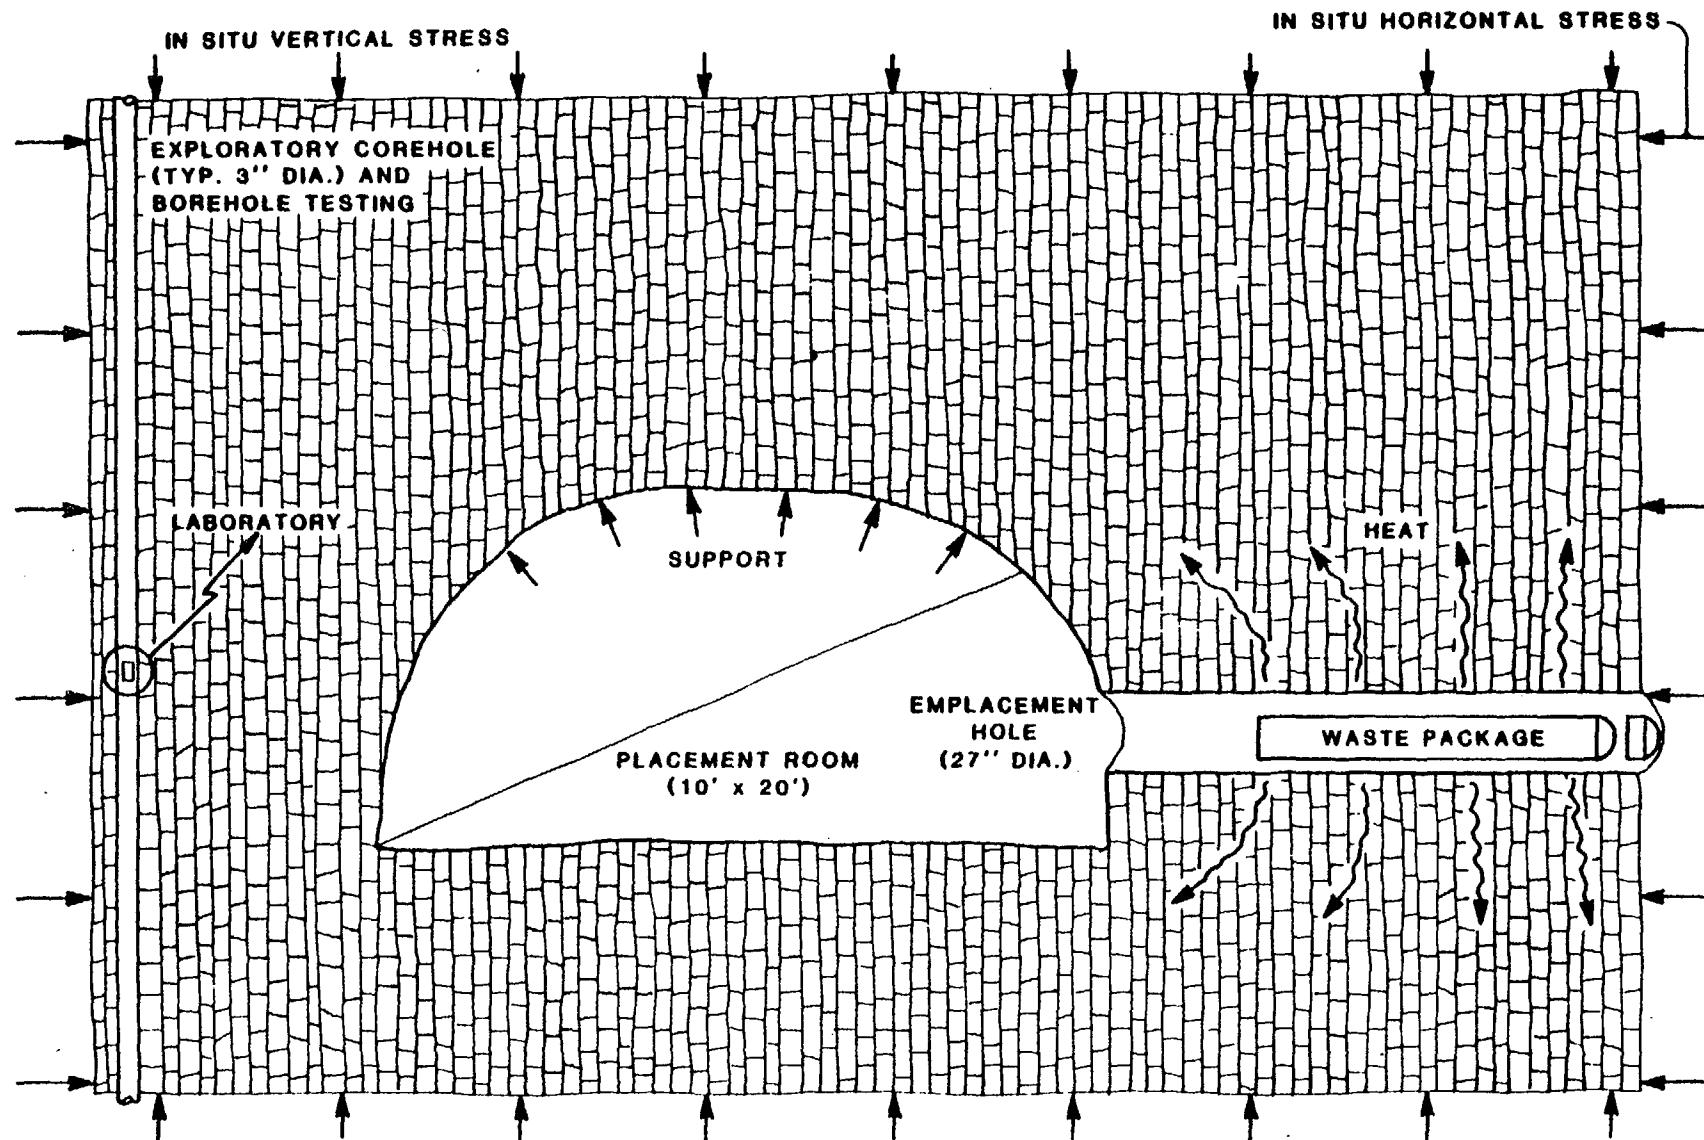 IN SITU VERTICAL STRESS
IN SITU HORIZONTAL STRESS
EXPLORATORY COREHOLE
(TYP. 3" DIA.) AND
BOREHOLE TESTING
LABORATORY
SUPPORT
HEAT
EMPLACEMENT
HOLE
(27" DIA.)
PLACEMENT ROOM
(10' x 20')
WASTE PACKAGE